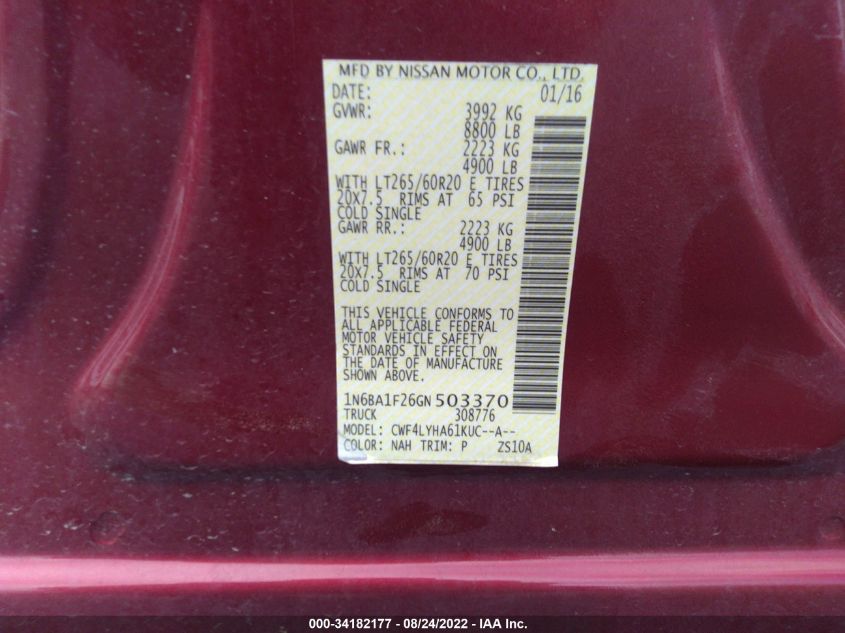 MFD BY NISSAN MOTOR CO., LTD.
DATE: 01/16
GVWR: 3992 KG
8800 LB
GAWR FR.: 2223 KG
4900 LB
WITH LT265/60R20 E TIRES
20X7.5 RIMS AT 65 PSI
COLD SINGLE
GAWR RR.: 2223 KG
4900 LB
WITH LT265/60R20 E TIRES
20X7.5 RIMS AT 70 PSI
COLD SINGLE
THIS VEHICLE CONFORMS TO
ALL APPLICABLE FEDERAL
MOTOR VEHICLE SAFETY
STANDARDS IN EFFECT ON
THE DATE OF MANUFACTURE
SHOWN ABOVE.
1N6BA1F26GN 503370
TRUCK 308776
MODEL: CWF4LYHA61KUC--A--
COLOR: NAH TRIM: P ZS10A
000-34182177 - 08/24/2022 - IAA Inc.